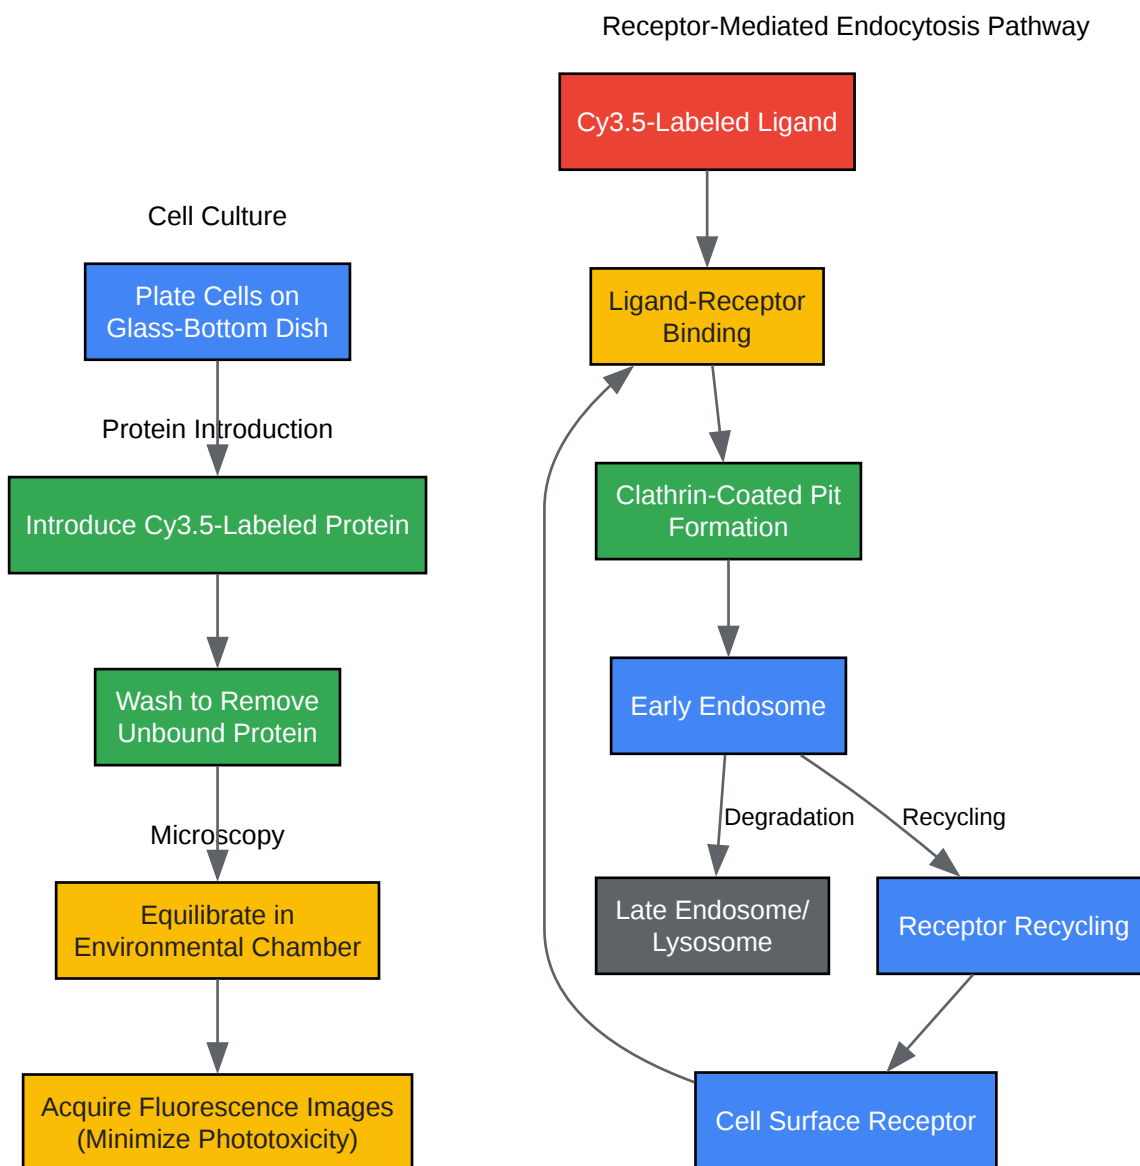 Cell Culture
Plate Cells on
Glass-Bottom Dish
Protein Introduction
Introduce Cy3.5-Labeled Protein
Wash to Remove
Unbound Protein
Microscopy
Equilibrate in
Environmental Chamber
Acquire Fluorescence Images
(Minimize Phototoxicity)
Receptor-Mediated Endocytosis Pathway
Cy3.5-Labeled Ligand
Ligand-Receptor
Binding
Clathrin-Coated Pit
Formation
Early Endosome
Degradation
Recycling
Late Endosome/
Lysosome
Receptor Recycling
Cell Surface Receptor